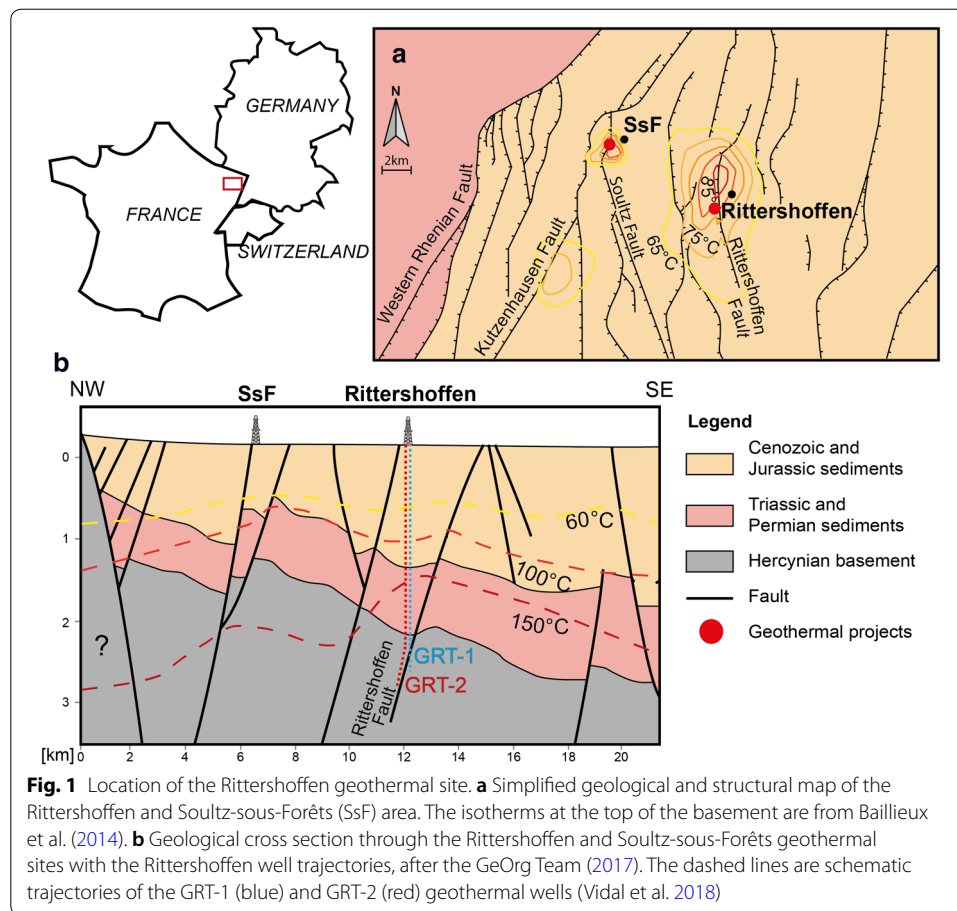 a
N
2km
GERMANY
FRANCE
SWITZERLAND
SsF
Rittershoffen
Western Rhenian Fault
Kutzenhausen Fault
Soultz Fault
65°C
75°C
85°
Rittershoffen
Fault
b
NW
SsF
Rittershoffen
SE
0
1
2
3
60°C
100°C
150°C
?
GRT-1
GRT-2
Rittershoffen
Fault
[km]
0 2 4 6 8 10 12 14 16 18 20
Legend
Cenozoic and
Jurassic sediments
Triassic and
Permian sediments
Hercynian basement
Fault
Geothermal projects
Fig. 1 Location of the Rittershoffen geothermal site. a Simplified geological and structural map of the
Rittershoffen and Soultz-sous-Forêts (SsF) area. The isotherms at the top of the basement are from Baillieux
et al. (2014). b Geological cross section through the Rittershoffen and Soultz-sous-Forêts geothermal
sites with the Rittershoffen well trajectories, after the GeOrg Team (2017). The dashed lines are schematic
trajectories of the GRT-1 (blue) and GRT-2 (red) geothermal wells (Vidal et al. 2018)